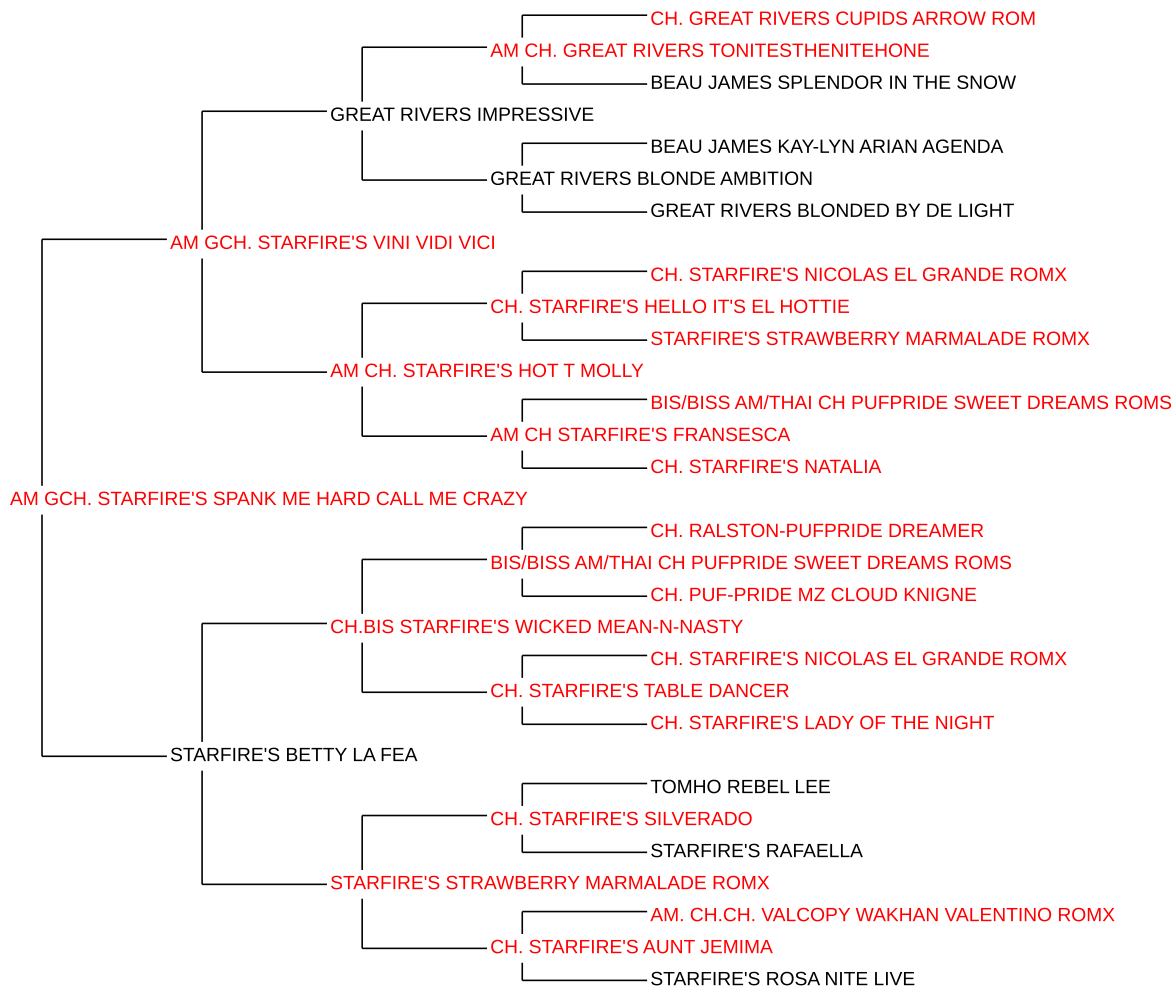 CH. GREAT RIVERS CUPIDS ARROW ROM
AM CH. GREAT RIVERS TONITESTHENITEHONE
BEAU JAMES SPLENDOR IN THE SNOW
GREAT RIVERS IMPRESSIVE
BEAU JAMES KAY-LYN ARIAN AGENDA
GREAT RIVERS BLONDE AMBITION
GREAT RIVERS BLONDED BY DE LIGHT
AM GCH. STARFIRE'S VINI VIDI VICI
CH. STARFIRE'S NICOLAS EL GRANDE ROMX
CH. STARFIRE'S HELLO IT'S EL HOTTIE
STARFIRE'S STRAWBERRY MARMALADE ROMX
AM CH. STARFIRE'S HOT T MOLLY
BIS/BISS AM/THAI CH PUFPRIDE SWEET DREAMS ROMS
AM CH STARFIRE'S FRANSESCA
CH. STARFIRE'S NATALIA
AM GCH. STARFIRE'S SPANK ME HARD CALL ME CRAZY
CH. RALSTON-PUFPRIDE DREAMER
BIS/BISS AM/THAI CH PUFPRIDE SWEET DREAMS ROMS
CH. PUF-PRIDE MZ CLOUD KNIGNE
CH.BIS STARFIRE'S WICKED MEAN-N-NASTY
CH. STARFIRE'S NICOLAS EL GRANDE ROMX
CH. STARFIRE'S TABLE DANCER
CH. STARFIRE'S LADY OF THE NIGHT
STARFIRE'S BETTY LA FEA
TOMHO REBEL LEE
CH. STARFIRE'S SILVERADO
STARFIRE'S RAFAELLA
STARFIRE'S STRAWBERRY MARMALADE ROMX
AM. CH.CH. VALCOPY WAKHAN VALENTINO ROMX
CH. STARFIRE'S AUNT JEMIMA
STARFIRE'S ROSA NITE LIVE